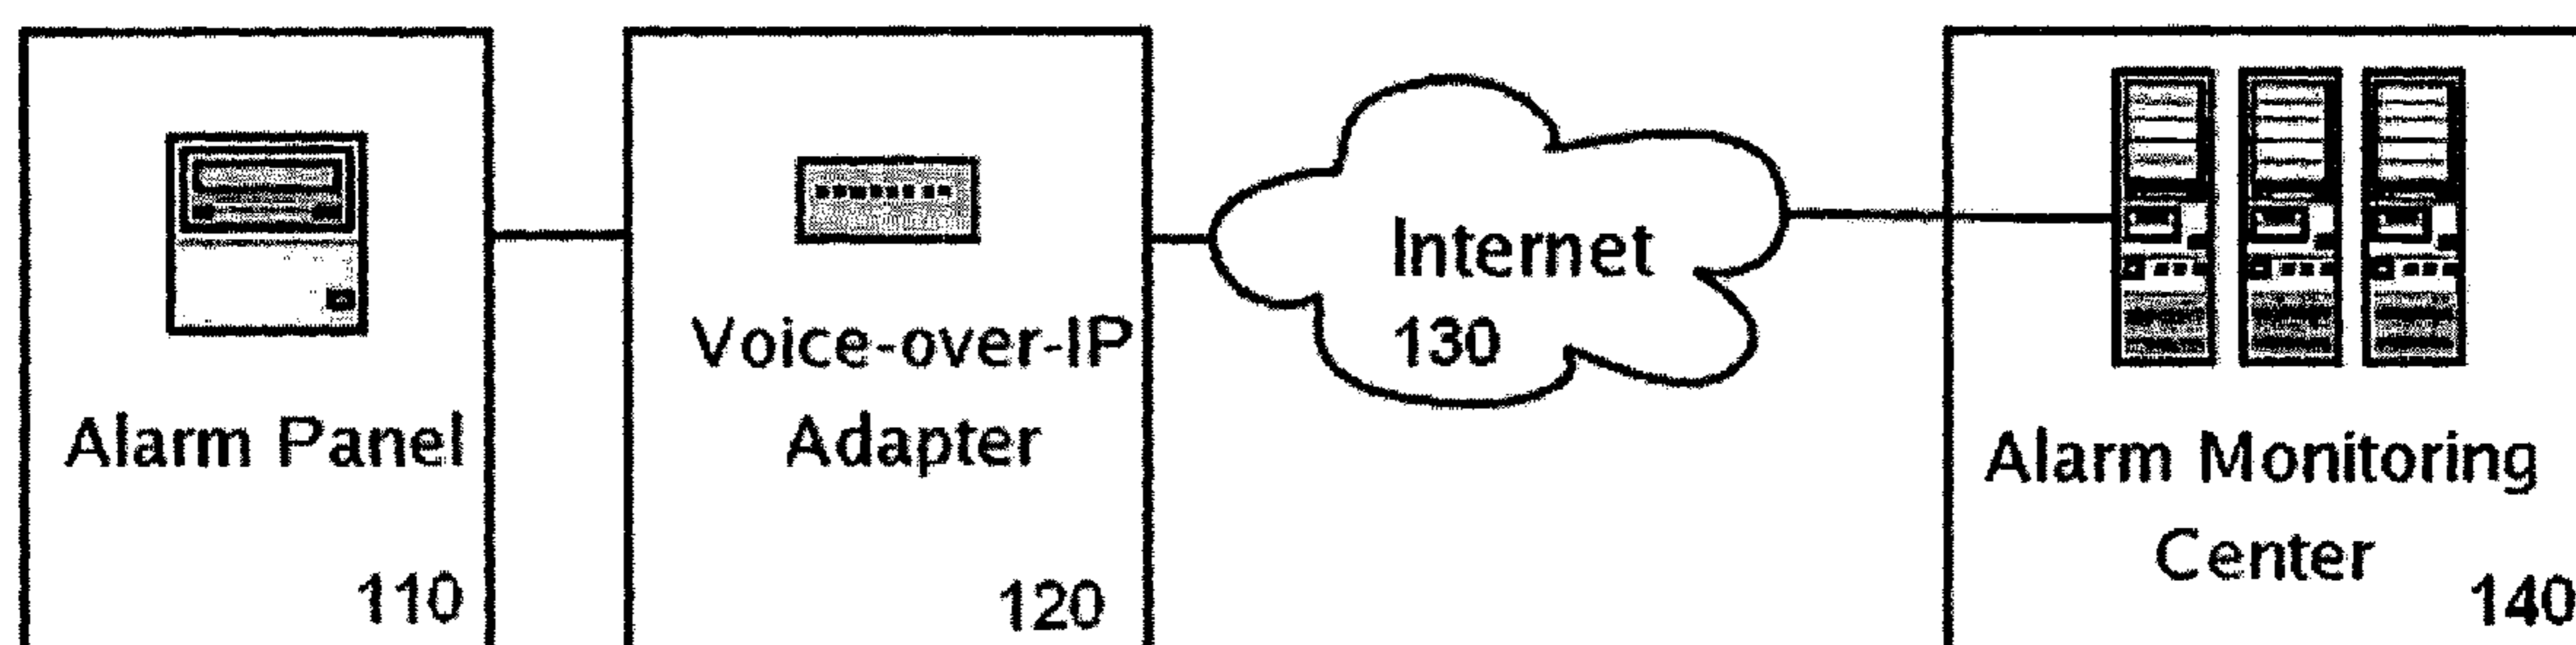 Alarm Panel
110
Voice-over-IP
Adapter
120
Internet
130
Alarm Monitoring
Center
140